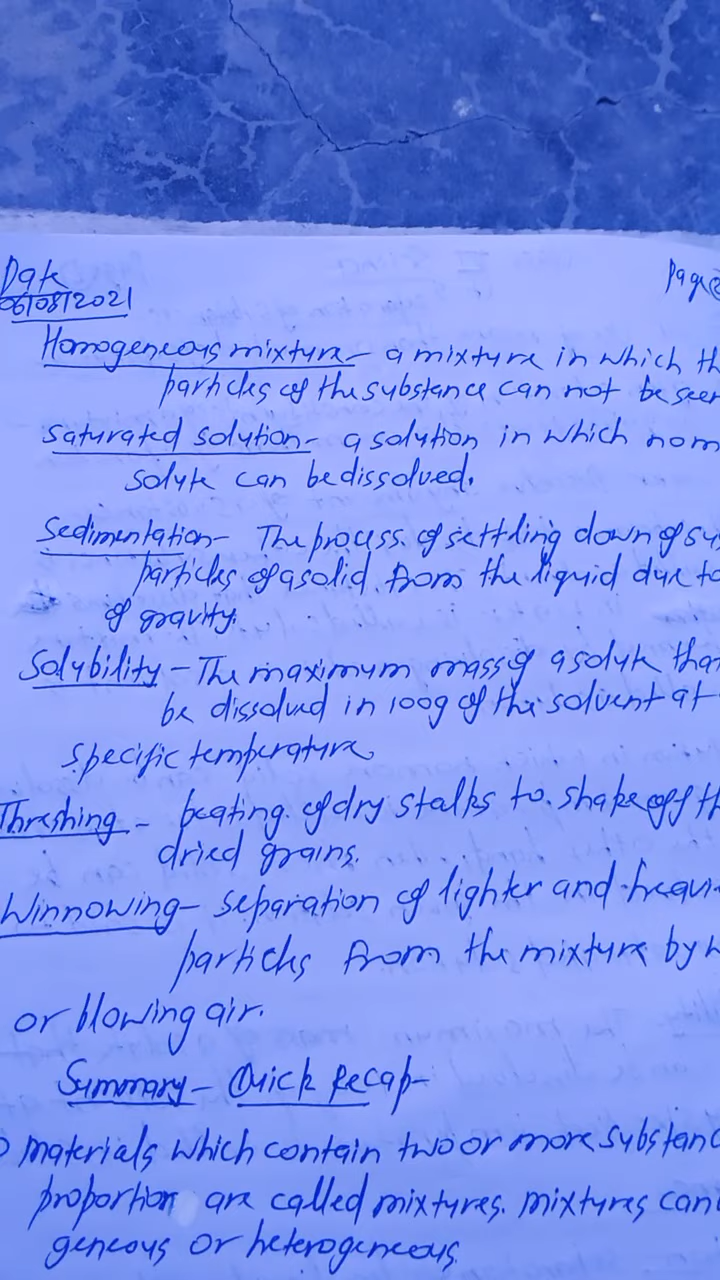 Date
06/08/2021
Page
Homogeneous mixture - a mixture in which th
particles of the substance can not be seen
saturated solution - a solution in which no m
solute can be dissolved.
Sedimentation - The process of settling down of su
particles of a solid from the liquid due to
of gravity.
Solubility - The maximum mass of a solute that
be dissolved in 100g of the solvent at
specific temperature
Threshing - beating of dry stalks to shake off th
dried grains.
Winnowing - separation of lighter and heavi
particles from the mixture by w
or blowing air.
Summary - Quick Recap -
materials which contain two or more substanc
proportion are called mixtures. mixtures can
geneous or heterogeneous.